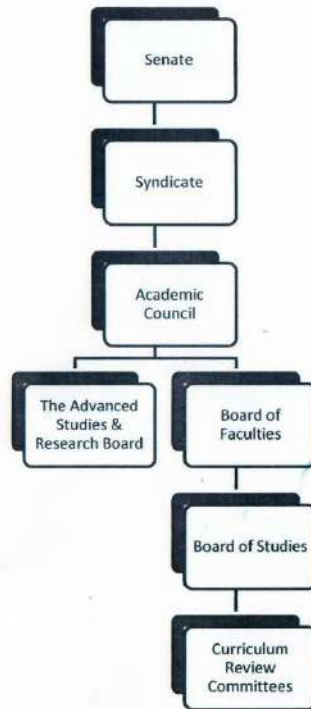 Senate
Syndicate
Academic
Council
The Advanced
Studies &
Research Board
Board of
Faculties
Board of Studies
Curriculum
Review
Committees